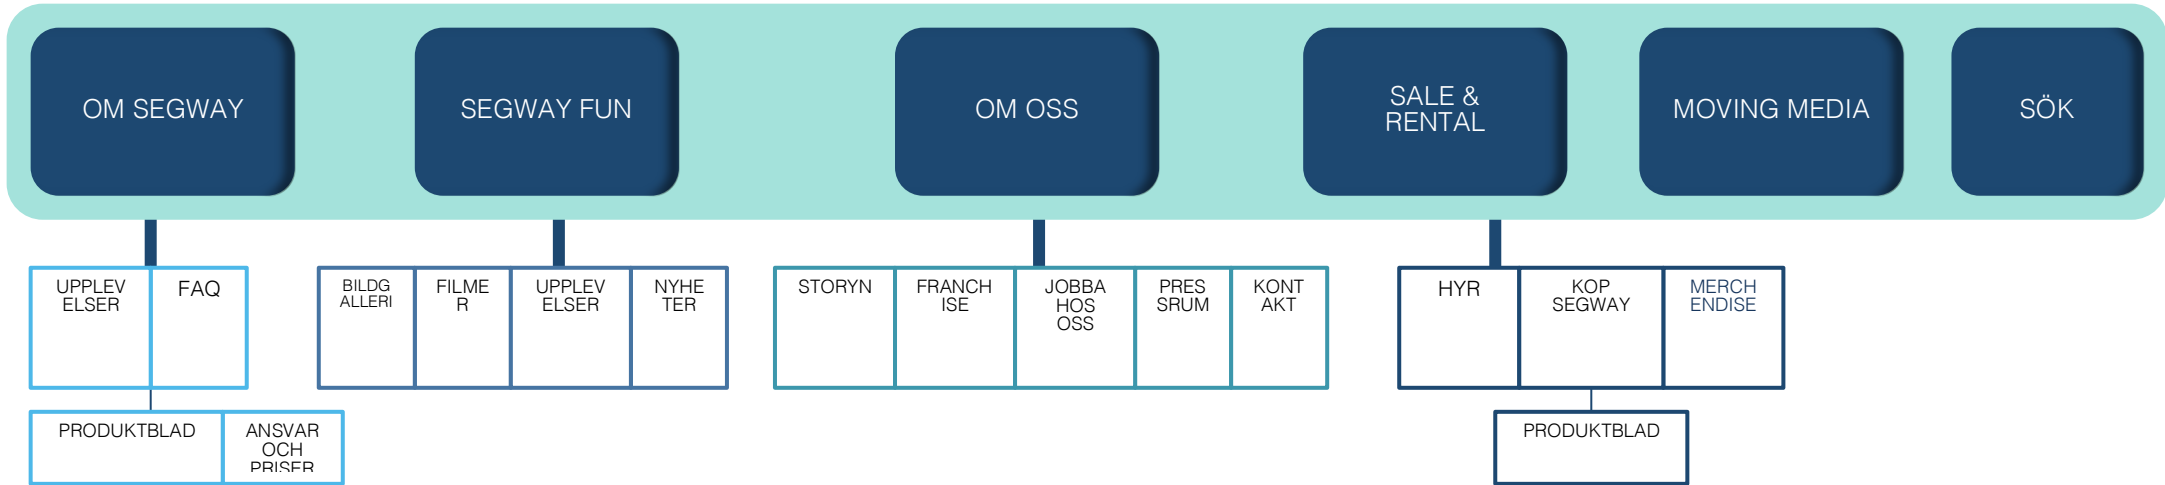 OM SEGWAY
SEGWAY FUN
OM OSS
SALE &
RENTAL
MOVING MEDIA
SÖK
UPPLEV
ELSER
FAQ
BILDG
ALLERI
FILME
R
UPPLEV
ELSER
NYHE
TER
STORYN
FRANCH
ISE
JOBBA
HOS
OSS
PRES
SRUM
KONT
AKT
HYR
KOP
SEGWAY
MERCH
ENDISE
PRODUKTBLAD
ANSVAR
OCH
PRISER
PRODUKTBLAD